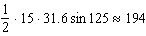 1/2 · 15 · 31.6 sin 125 ≈ 194